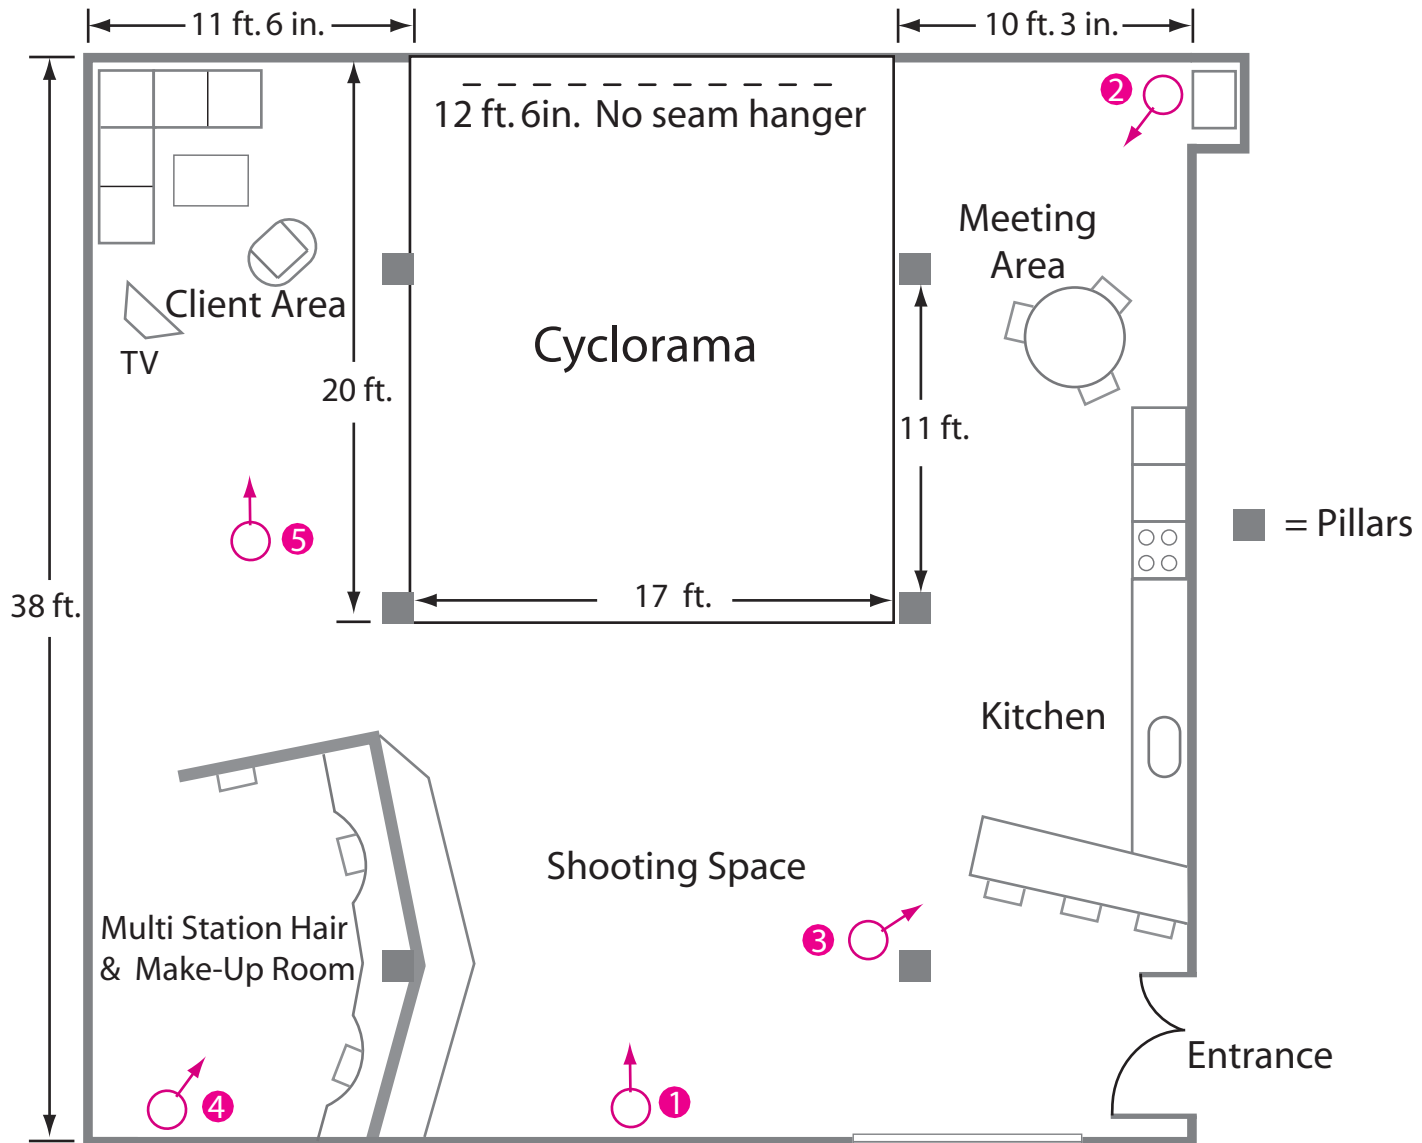 11 ft. 6 in.
10 ft. 3 in.
12 ft. 6in. No seam hanger
2
Meeting
Area
Client Area
TV
Cyclorama
20 ft.
11 ft.
5
= Pillars
38 ft.
17 ft.
Kitchen
Shooting Space
Multi Station Hair
& Make-Up Room
3
Entrance
4
1